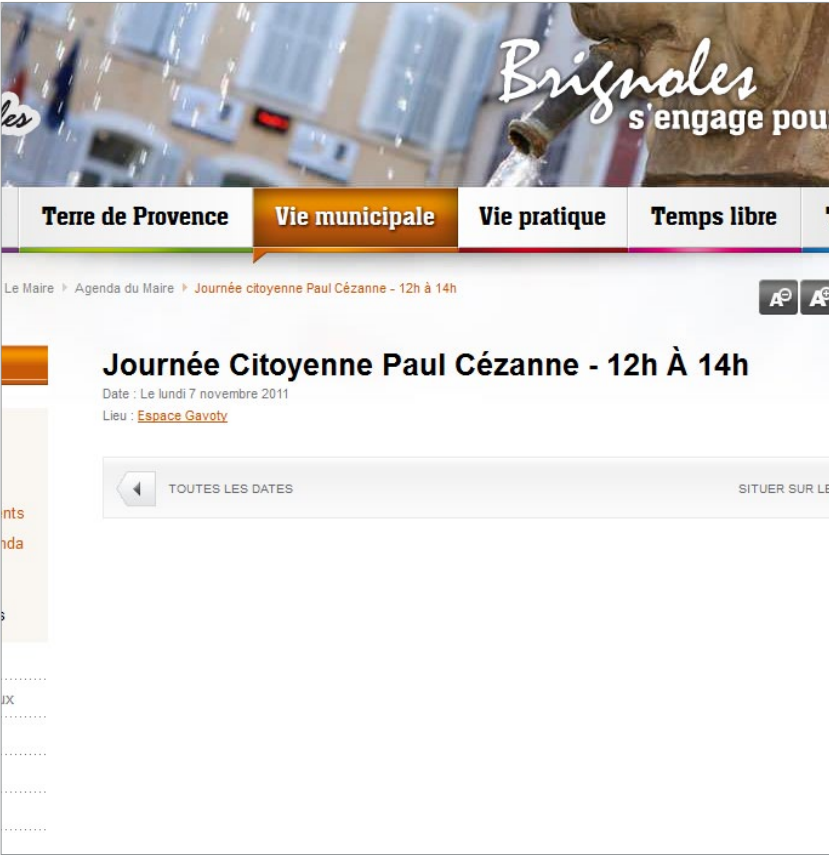 Brignoles
s'engage pou
les
Terre de Provence Vie municipale Vie pratique Temps libre
Le Maire Agenda du Maire Journée citoyenne Paul Cézanne - 12h à 14h
A A
Journée Citoyenne Paul Cézanne - 12h À 14h
Date : Le lundi 7 novembre 2011
Lieu : Espace Gavoty
TOUTES LES DATES SITUER SUR LE
nts
nda
s
ux